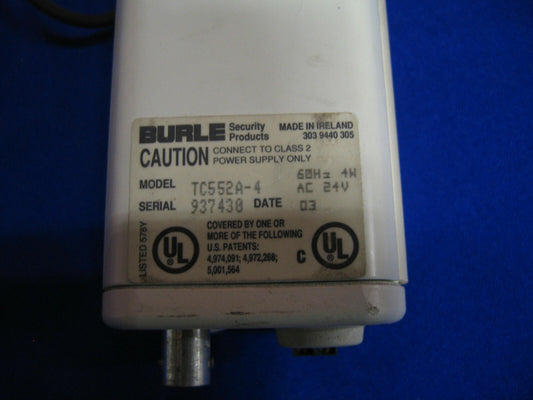 BURLE Security Products MADE IN IRELAND
303 9440 305
CAUTION CONNECT TO CLASS 2 POWER SUPPLY ONLY
60Hz 4W
MODEL TC552A-4 AC 24V
SERIAL 937430 DATE 03
LISTED 578Y
UL
COVERED BY ONE OR
MORE OF THE FOLLOWING
U.S. PATENTS:
4,974,091; 4,972,268;
5,001,564
C UL